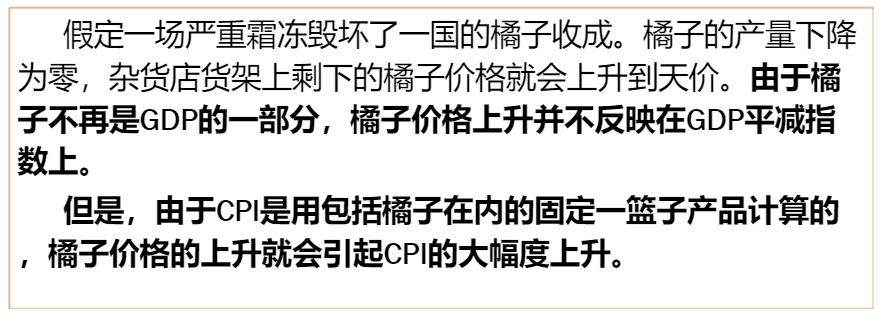 假定一场严重霜冻毁坏了一国的橘子收成。橘子的产量下降
为零，杂货店货架上剩下的橘子价格就会上升到天价。由于橘
子不再是GDP的一部分，橘子价格上升并不反映在GDP平减指
数上。
但是，由于CPI是用包括橘子在内的固定一篮子产品计算的
，橘子价格的上升就会引起CPI的大幅度上升。